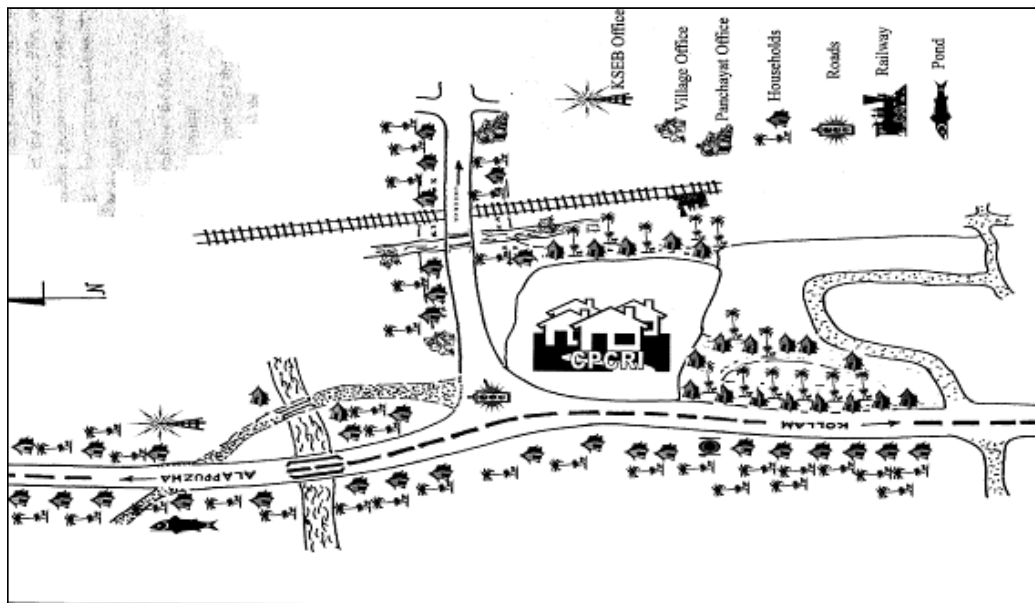 KSEB Office
Village Office
Panchayat Office
Households
Roads
Railway
Pond
N
CPCRI
KOLLAM
ALAPPUZHA